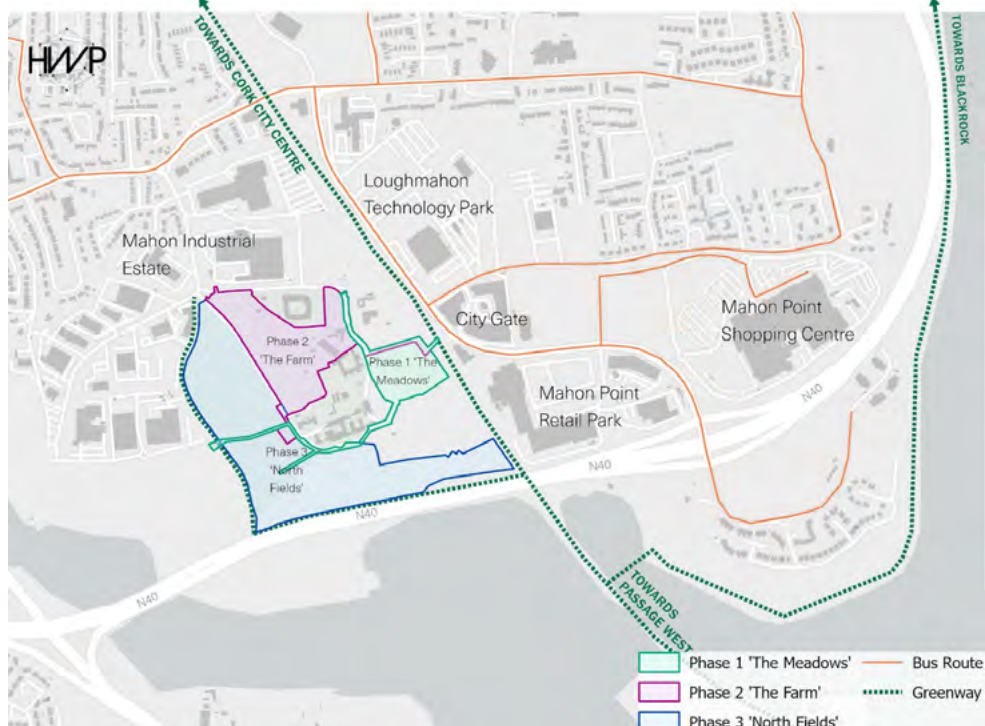 HWP
TOWARDS CORK CITY CENTRE
TOWARDS BLACKROCK
Loughmahon
Technology Park
Mahon Industrial
Estate
City Gate
Mahon Point
Shopping Centre
Phase 2
'The Farm'
Phase 1 'The
Meadows'
Mahon Point
Retail Park
N40
Phase 3
'North
Fields'
N40
N40
N40
TOWARDS
PASSAGE WEST
Phase 1 'The Meadows'
Bus Route
Phase 2 'The Farm'
Greenway
Phase 3 'North Fields'